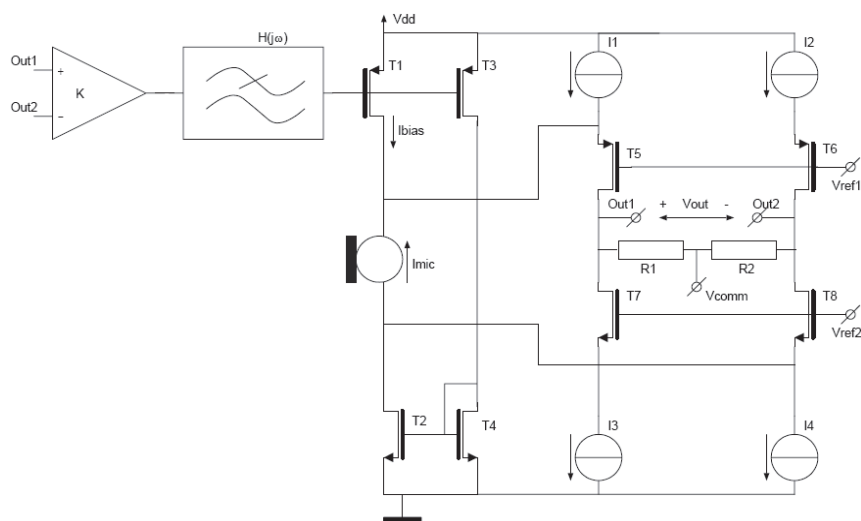 Vdd
H(jω)
I1
I2
Out1
+
K
Out2
−
T1
T3
Ibias
T5
T6
Vref1
Out1
+
Vout
-
Out2
Imic
R1
R2
Vcomm
T7
T8
Vref2
T2
T4
I3
I4